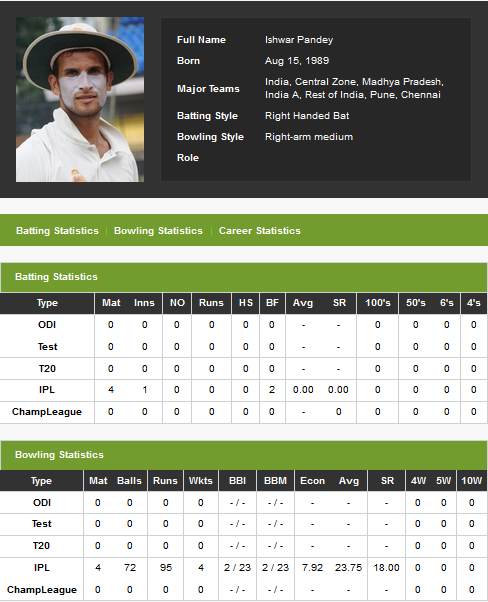 Full Name Ishwar Pandey
Born Aug 15, 1989
Major Teams India, Central Zone, Madhya Pradesh,
India A, Rest of India, Pune, Chennai
Batting Style Right Handed Bat
Bowling Style Right-arm medium
Role
Batting Statistics | Bowling Statistics | Career Statistics
Batting Statistics
Type Mat Inns NO Runs HS BF Avg SR 100's 50's 6's 4's
ODI 0 0 0 0 0 0 - - 0 0 0 0
Test 0 0 0 0 0 0 - - 0 0 0 0
T20 0 0 0 0 0 0 - - 0 0 0 0
IPL 4 1 0 0 0 2 0.00 0.00 0 0 0 0
ChampLeague 0 0 0 0 0 0 - 0 0 0 0 0
Bowling Statistics
Type Mat Balls Runs Wkts BBI BBM Econ Avg SR 4W 5W 10W
ODI 0 0 0 0 - / - - / - - - - 0 0 0
Test 0 0 0 0 - / - - / - - - - 0 0 0
T20 0 0 0 0 - / - - / - - - - 0 0 0
IPL 4 72 95 4 2 / 23 2 / 23 7.92 23.75 18.00 0 0 0
ChampLeague 0 0 0 0 - / - - / - - - - 0 0 0